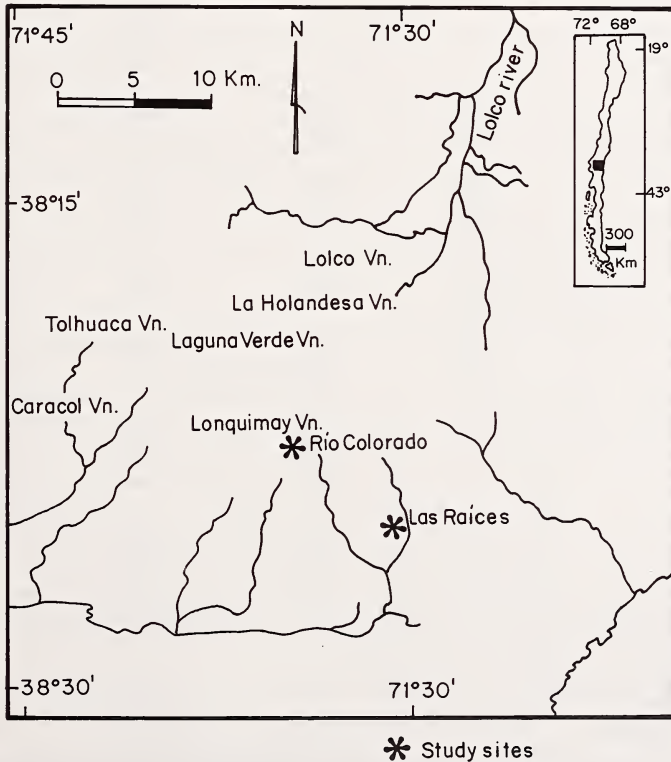 71°45'
71°30'
N
0 5 10 Km.
72° 68°
19°
43°
300
Km
Lolco river
38°15'
Lolco Vn.
La Holandesa Vn.
Tolhuaca Vn.
Laguna Verde Vn.
Caracol Vn.
Lonquimay Vn.
Río Colorado
Las Raíces
38°30'
71°30'
Study sites